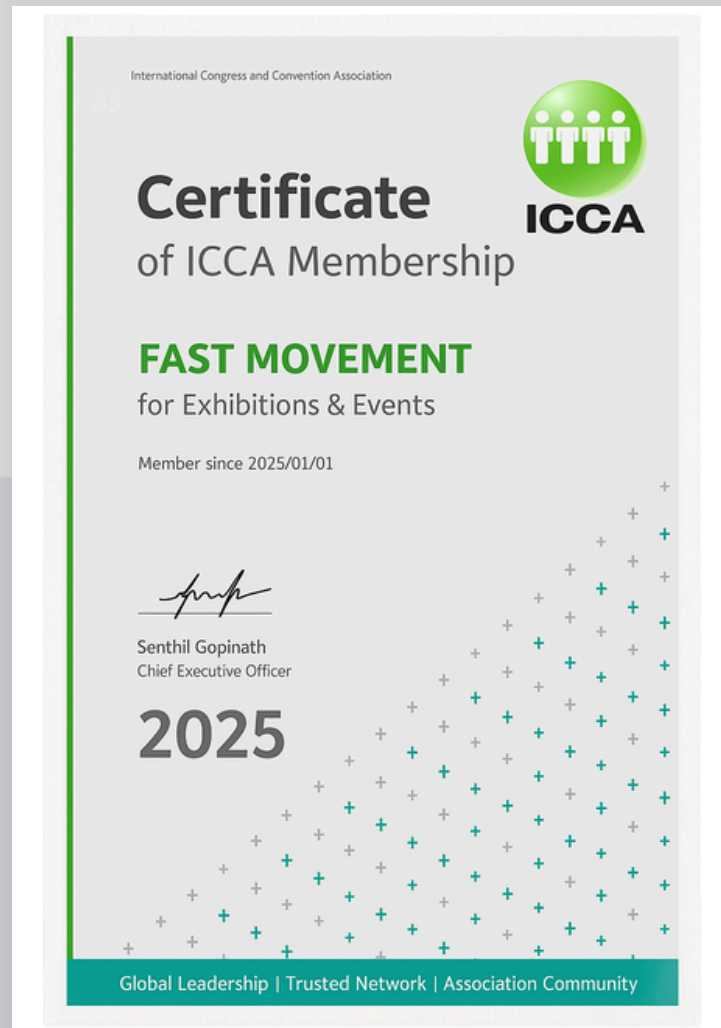 International Congress and Convention Association
ICCA
Certificate
of ICCA Membership
FAST MOVEMENT
for Exhibitions & Events
Member since 2025/01/01
Senthil Gopinath
Chief Executive Officer
2025
Global Leadership | Trusted Network | Association Community